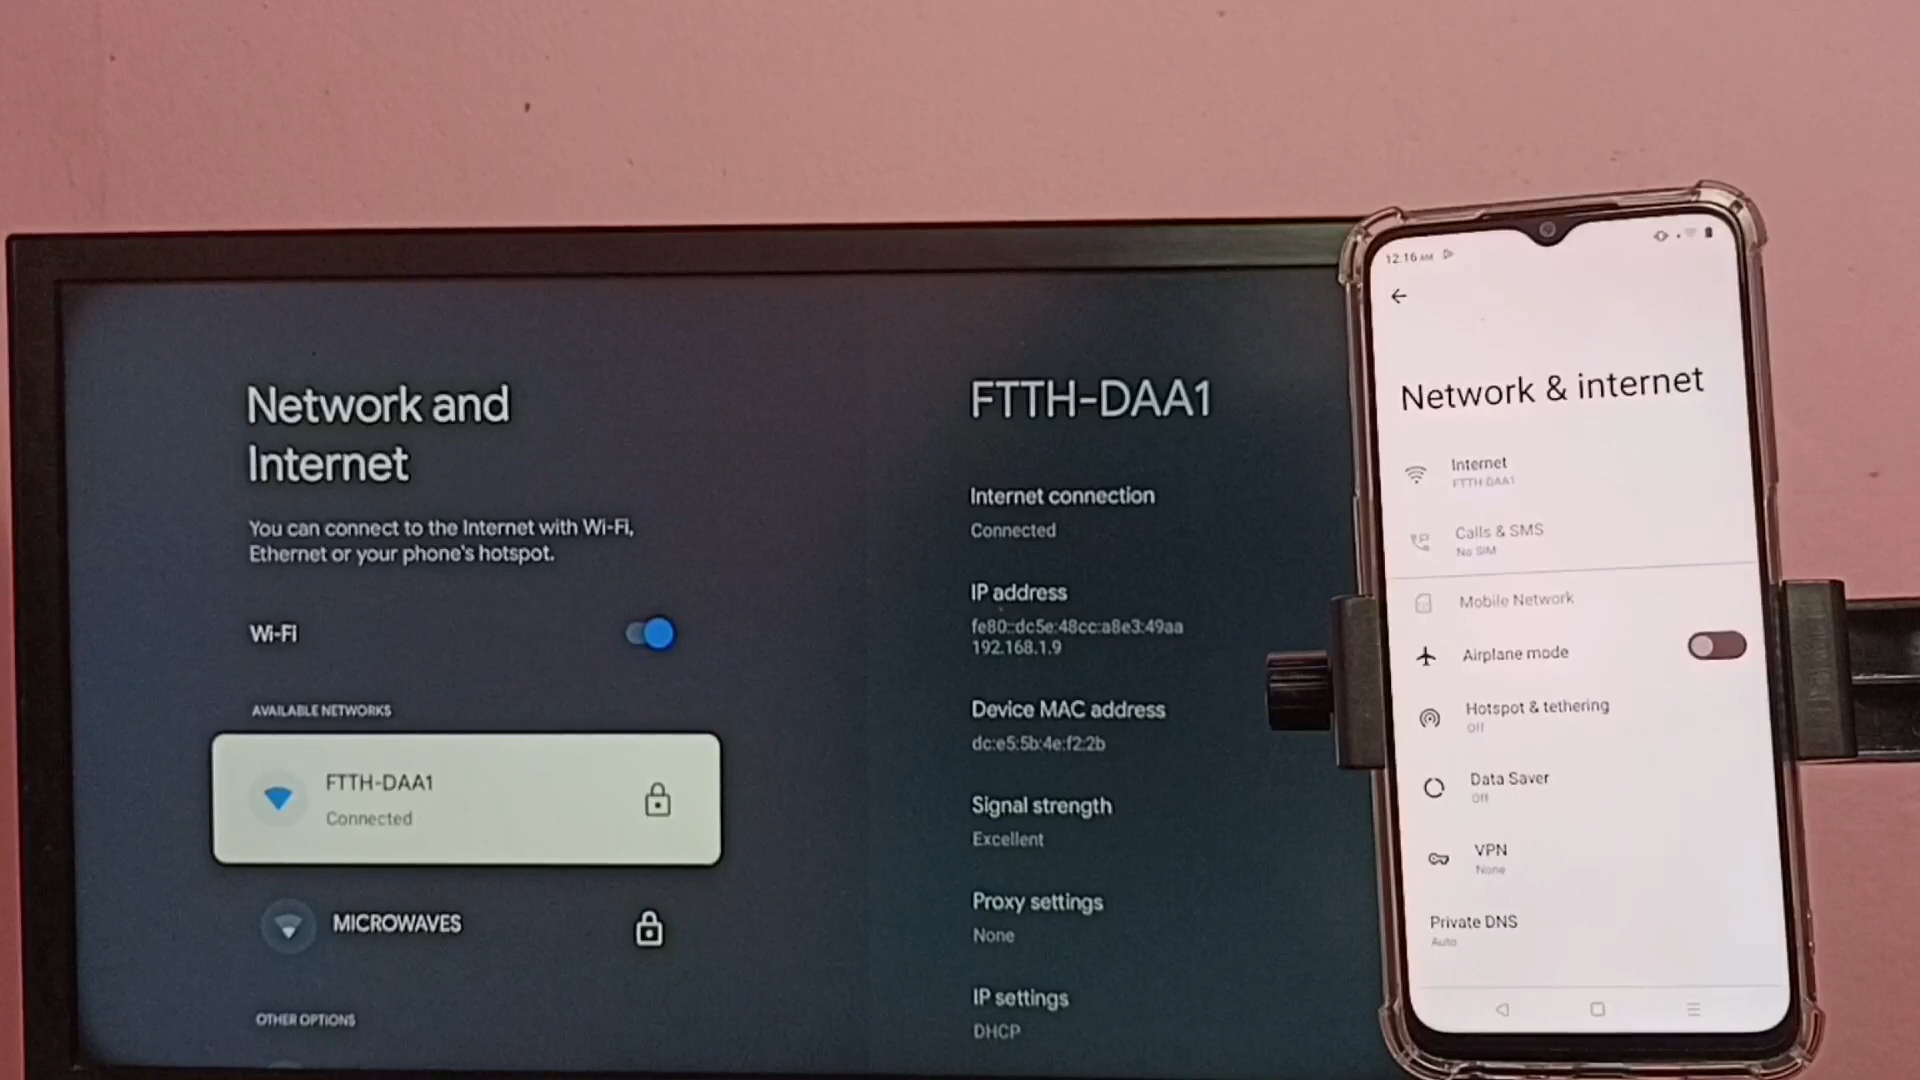 Network and
Internet
You can connect to the Internet with Wi-Fi,
Ethernet or your phone's hotspot.
Wi-Fi
AVAILABLE NETWORKS
FTTH-DAA1
Connected
MICROWAVES
OTHER OPTIONS
FTTH-DAA1
Internet connection
Connected
IP address
fe80::dc5e:48cc:a8e3:49aa
192.168.1.9
Device MAC address
dc:e5:5b:4e:f2:2b
Signal strength
Excellent
Proxy settings
None
IP settings
DHCP
12:16 AM
Network & internet
Internet
FTTH-DAA1
Calls & SMS
No SIM
Mobile Network
Airplane mode
Hotspot & tethering
Off
Data Saver
Off
VPN
None
Private DNS
Auto